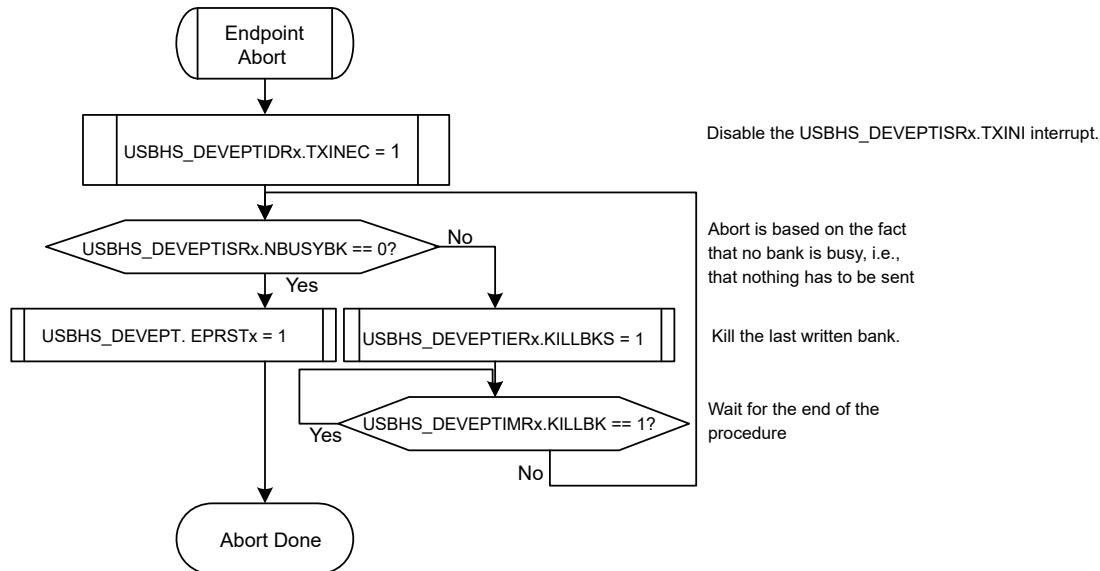 Endpoint
Abort
USBHS_DEVEPTIDRx.TXINEC = 1
Disable the USBHS_DEVEPTISRx.TXINI interrupt.
USBHS_DEVEPTISRx.NBUSYBK == 0?
No
Yes
Abort is based on the fact
that no bank is busy, i.e.,
that nothing has to be sent
USBHS_DEVEPT. EPRSTx = 1
USBHS_DEVEPTIERx.KILLBKS = 1
Kill the last written bank.
USBHS_DEVEPTIMRx.KILLBK == 1?
Yes
No
Wait for the end of the
procedure
Abort Done